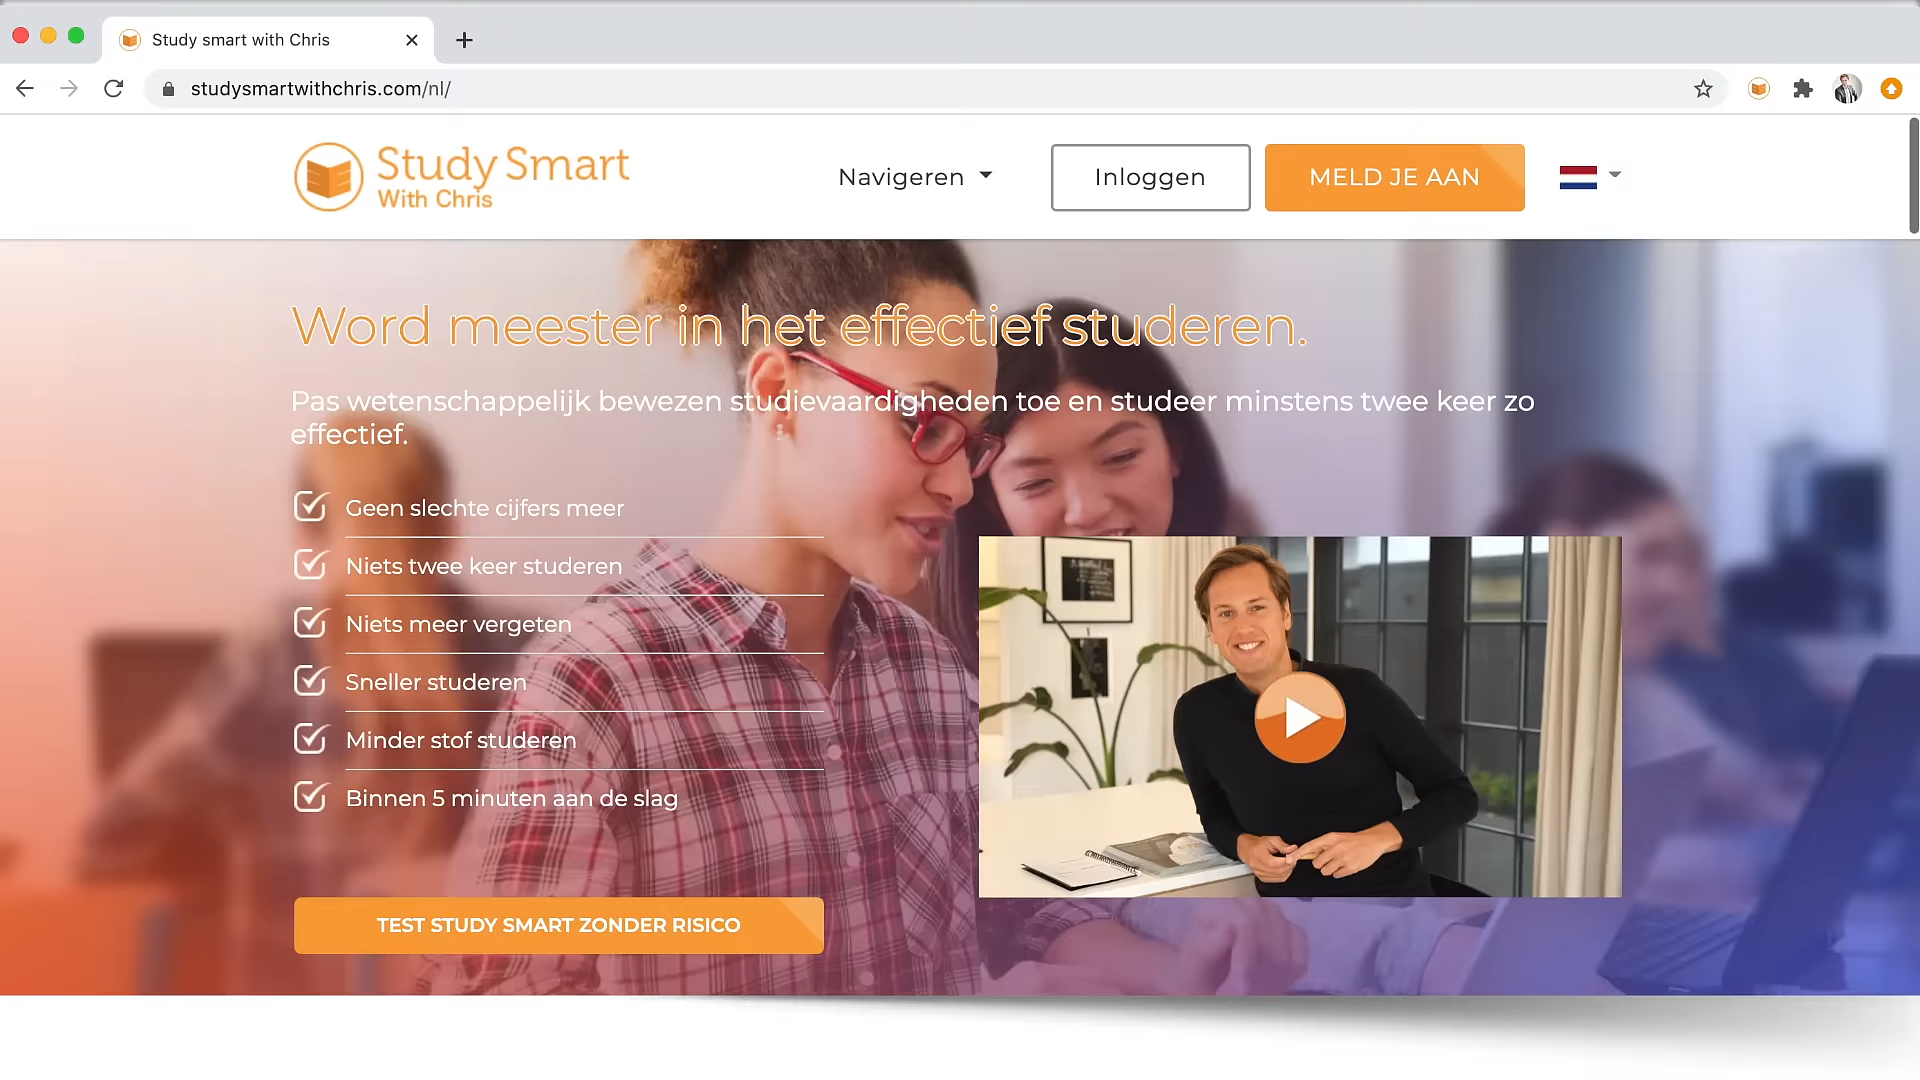 Study smart with Chris
studysmartwithchris.com/nl/
Study Smart
With Chris
Navigeren
Inloggen
MELD JE AAN
Word meester in het effectief studeren.
Pas wetenschappelijk bewezen studievaardigheden toe en studeer minstens twee keer zo
effectief.
Geen slechte cijfers meer
Niets twee keer studeren
Niets meer vergeten
Sneller studeren
Minder stof studeren
Binnen 5 minuten aan de slag
TEST STUDY SMART ZONDER RISICO